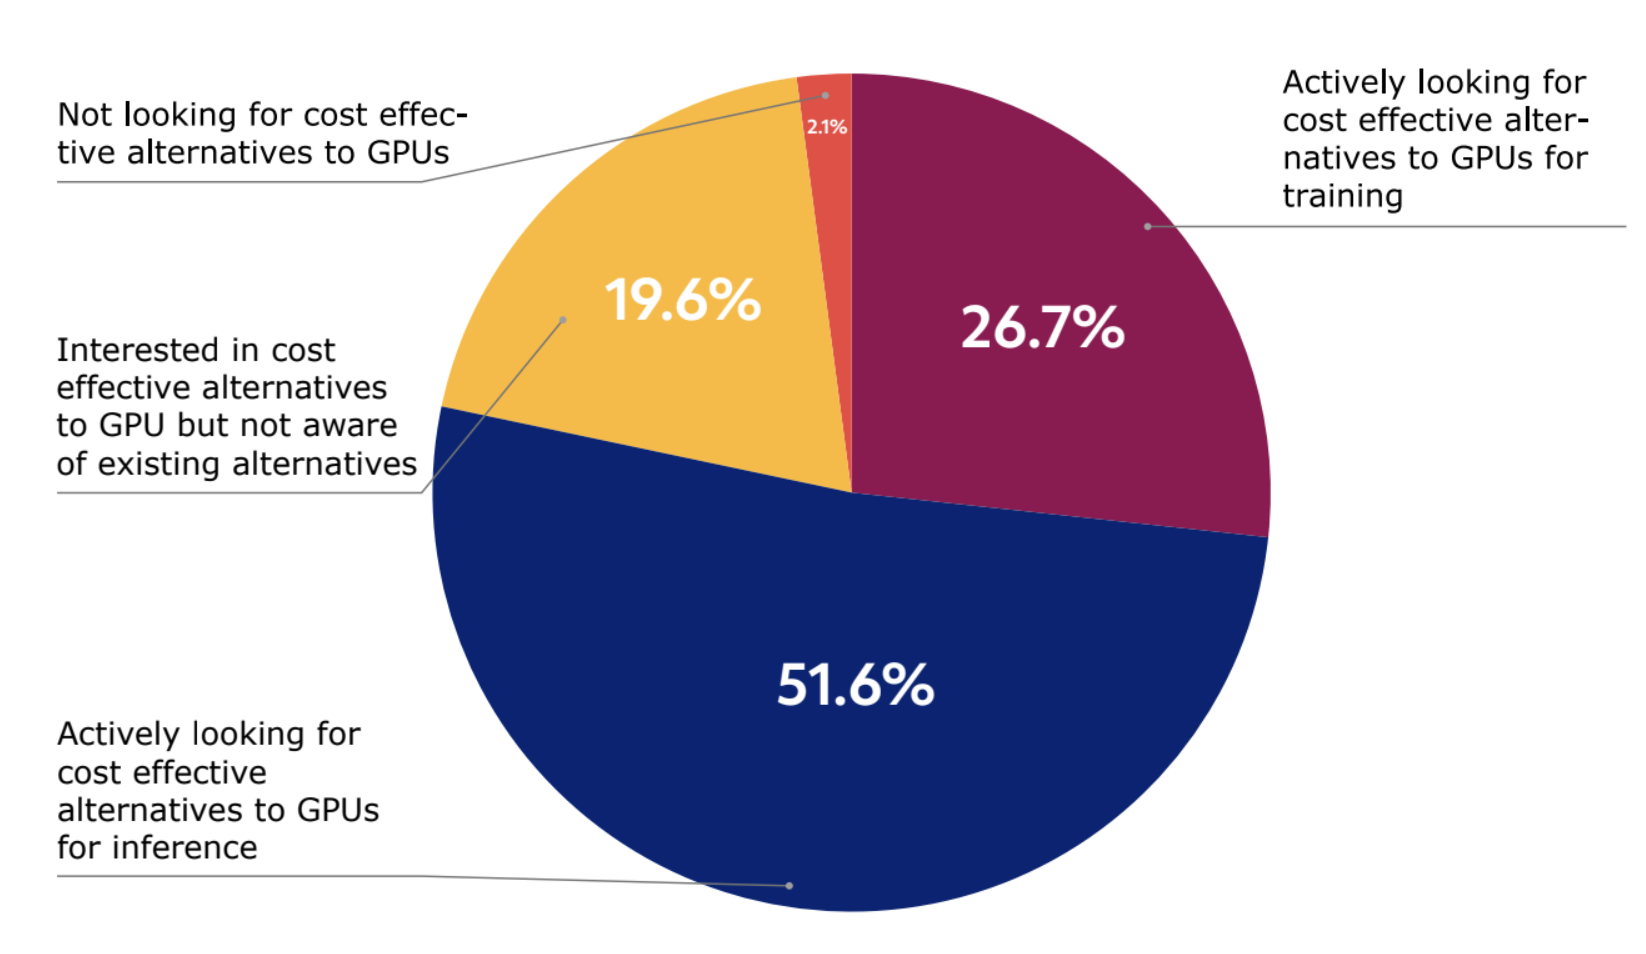 Not looking for cost effec-
tive alternatives to GPUs
2.1%
Actively looking for
cost effective alter-
natives to GPUs for
training
19.6%
26.7%
Interested in cost
effective alternatives
to GPU but not aware
of existing alternatives
51.6%
Actively looking for
cost effective
alternatives to GPUs
for inference